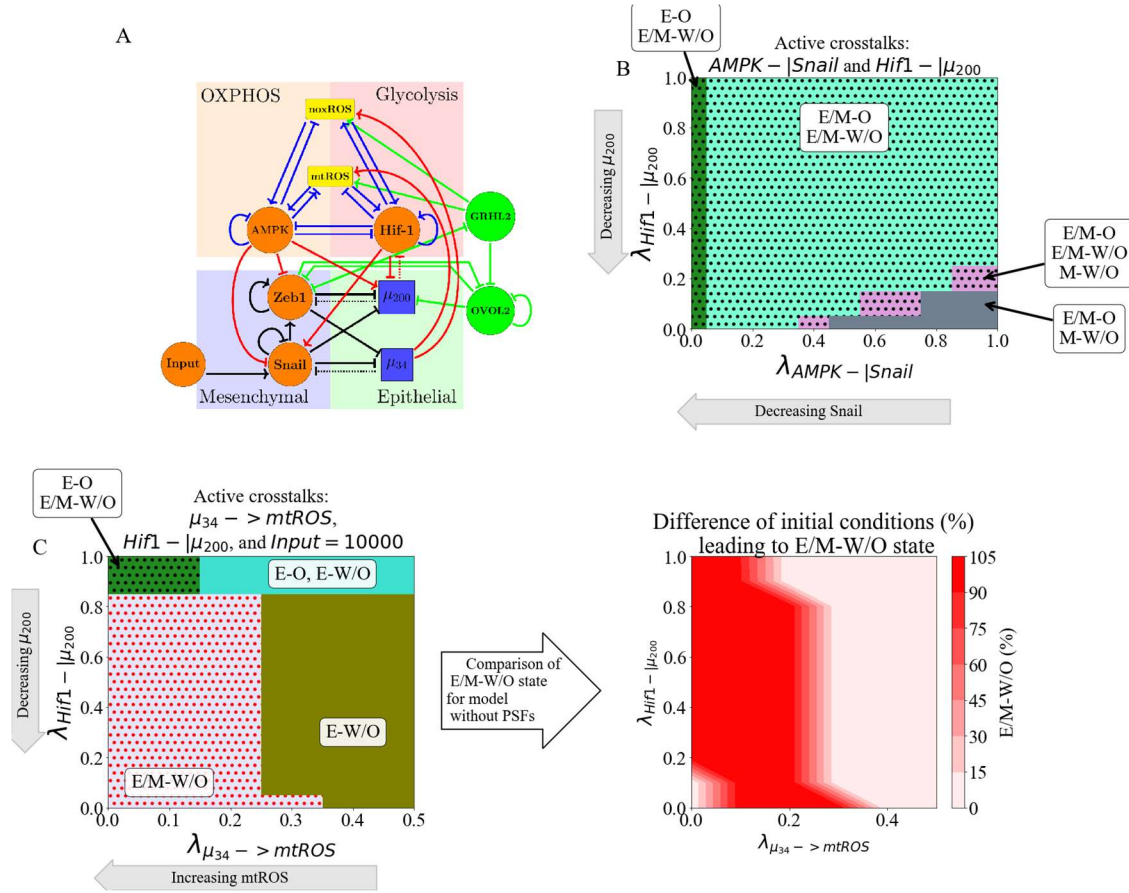 A
OXPHOS
Glycolysis
noxROS
mtROS
AMPK
Hif-1
GRHL2
Zeb1
μ200
OVOL2
Input
Snail
μ34
Mesenchymal
Epithelial
B
E-O
E/M-W/O
Active crosstalks:
AMPK − |Snail and Hif1 − |μ200
Decreasing μ200
λHif1 − |μ200
1.0
0.8
0.6
0.4
0.2
0.0
E/M-O
E/M-W/O
E/M-O
E/M-W/O
M-W/O
E/M-O
M-W/O
0.0 0.2 0.4 0.6 0.8 1.0
λAMPK − |Snail
Decreasing Snail
C
E-O
E/M-W/O
Active crosstalks:
μ34 − > mtROS,
Hif1 − |μ200, and Input = 10000
Decreasing μ200
λHif1 − |μ200
1.0
0.8
0.6
0.4
0.2
0.0
E-O, E-W/O
E-W/O
E/M-W/O
0.0 0.1 0.2 0.3 0.4 0.5
λμ34 − > mtROS
Increasing mtROS
Comparison of
E/M-W/O state
for model
without PSFs
Difference of initial conditions (%)
leading to E/M-W/O state
λHif1 − |μ200
1.0
0.8
0.6
0.4
0.2
0.0
0.0 0.2 0.4
λμ34 − > mtROS
105
90
75
60
45
30
15
0
E/M-W/O (%)